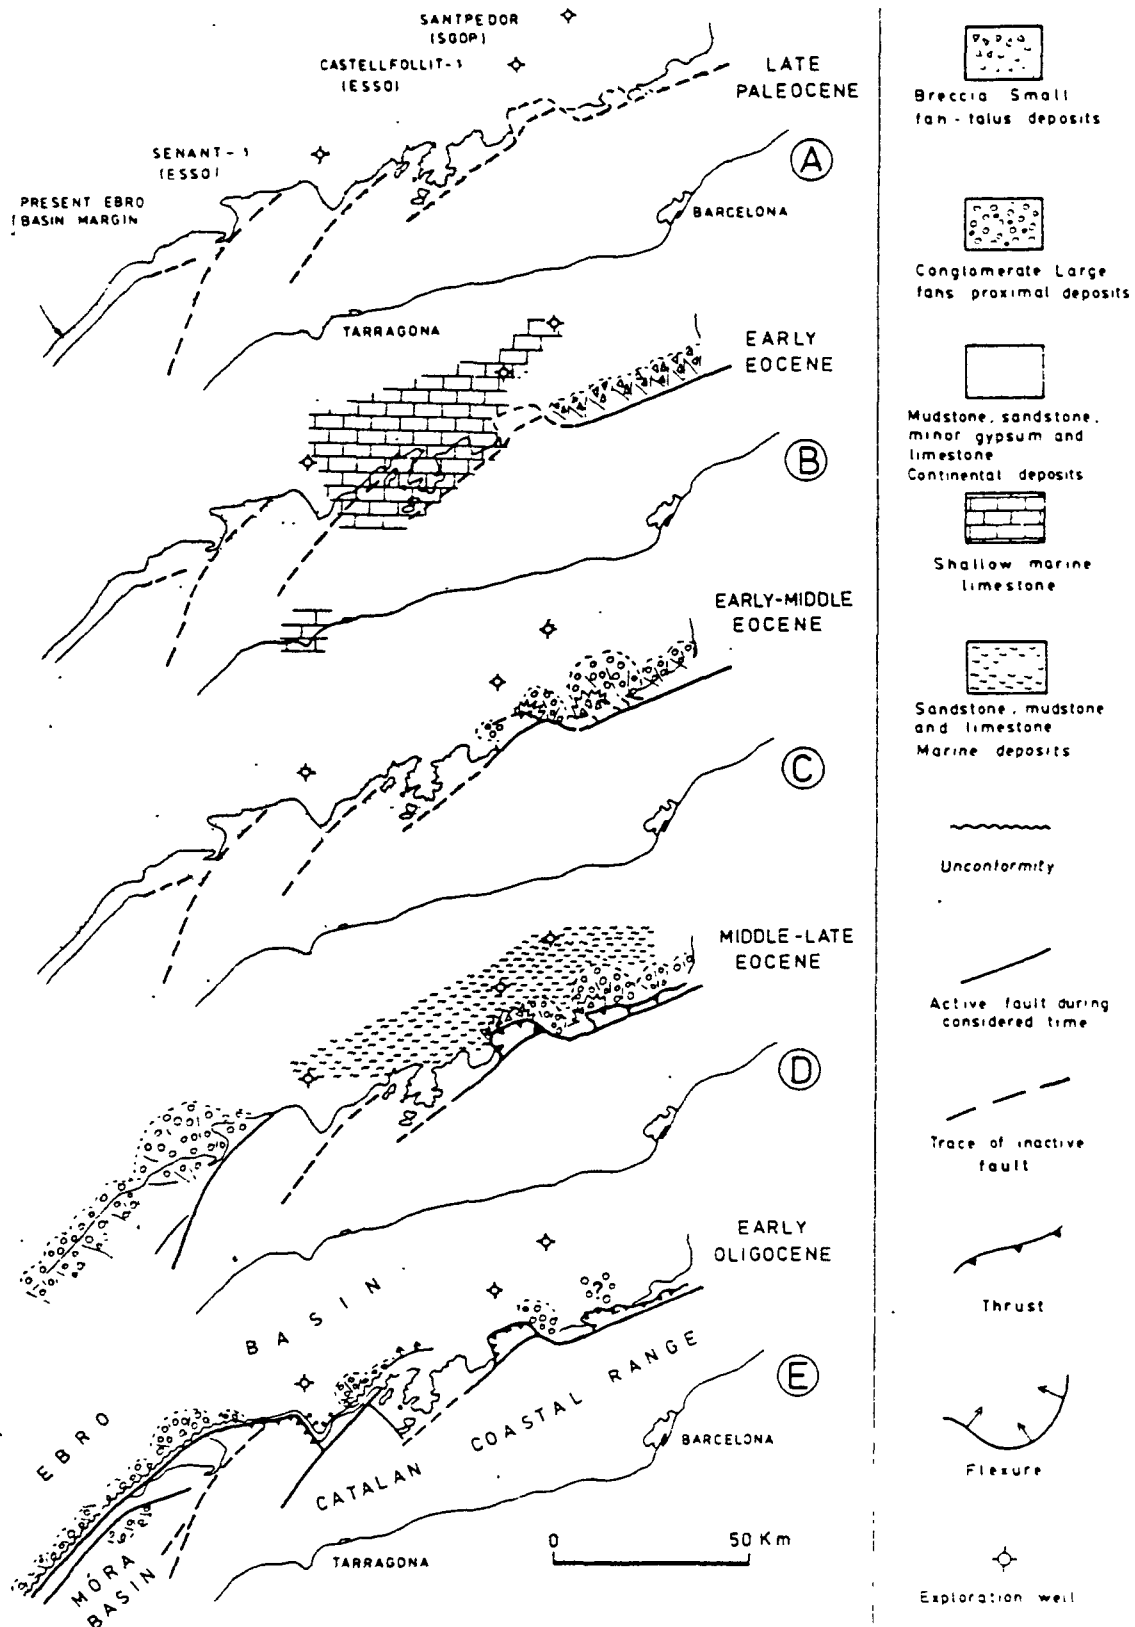 SANTPEDOR
(SGOP)
CASTELLFOLLIT-1
(ESSO)
LATE
PALEOCENE
SENANT-1
(ESSO)
PRESENT EBRO
BASIN MARGIN
A
BARCELONA
TARRAGONA
EARLY
EOCENE
B
EARLY-MIDDLE
EOCENE
C
MIDDLE-LATE
EOCENE
D
EARLY
OLIGOCENE
E
EBRO
BASIN
CATALAN COASTAL RANGE
BARCELONA
TARRAGONA
MÓRA
BASIN
?
0 50 Km
Breccia Small
fan-talus deposits
Conglomerate Large
fans proximal deposits
Mudstone, sandstone,
minor gypsum and
limestone
Continental deposits
Shallow marine
limestone
Sandstone, mudstone
and limestone
Marine deposits
Unconformity
Active fault during
considered time
Trace of inactive
fault
Thrust
Flexure
Exploration well